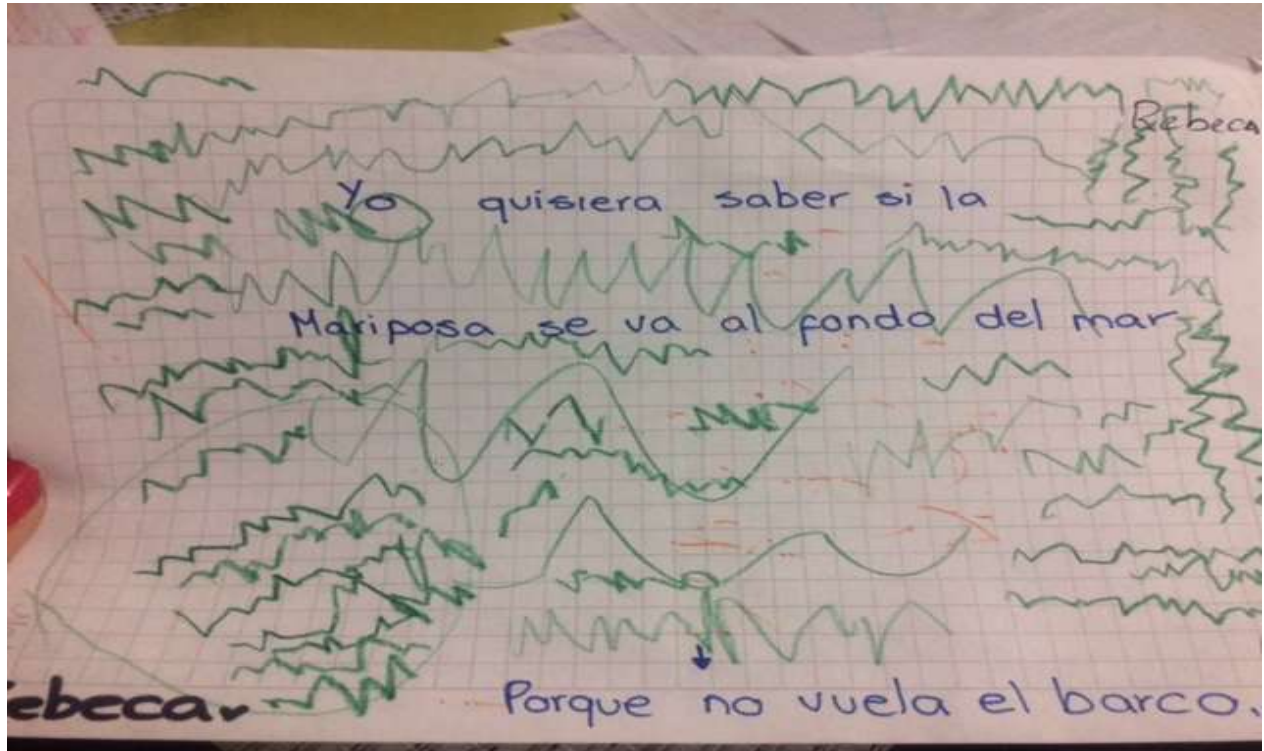 Rebeca
Yo quisiera saber si la
Mariposa se va al fondo del mar
ebeca
Porque no vuela el barco.